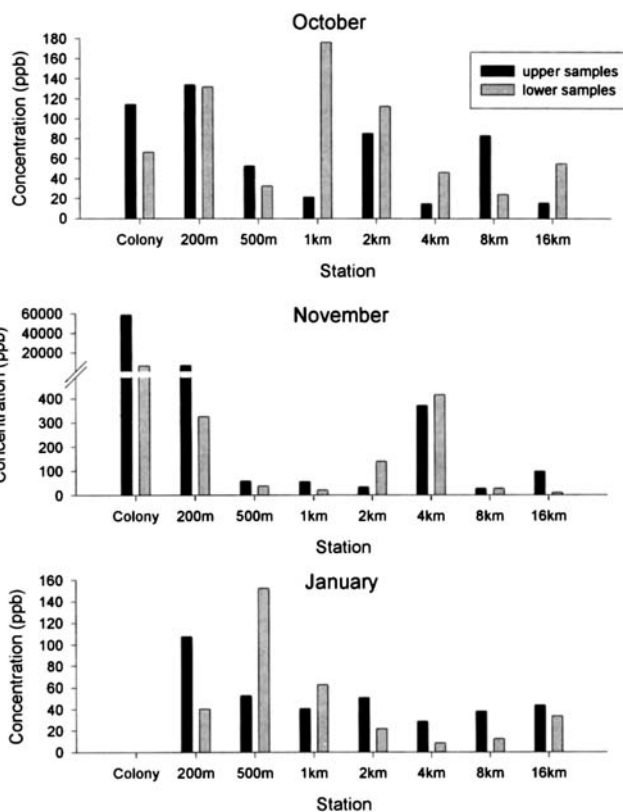 October
Concentration (ppb)
180
160
140
120
100
80
60
40
20
0
upper samples
lower samples
Colony 200m 500m 1km 2km 4km 8km 16km
Station
November
Concentration (ppb)
60000
40000
20000
400
300
200
100
0
Colony 200m 500m 1km 2km 4km 8km 16km
Station
January
Concentration (ppb)
160
140
120
100
80
60
40
20
0
Colony 200m 500m 1km 2km 4km 8km 16km
Station